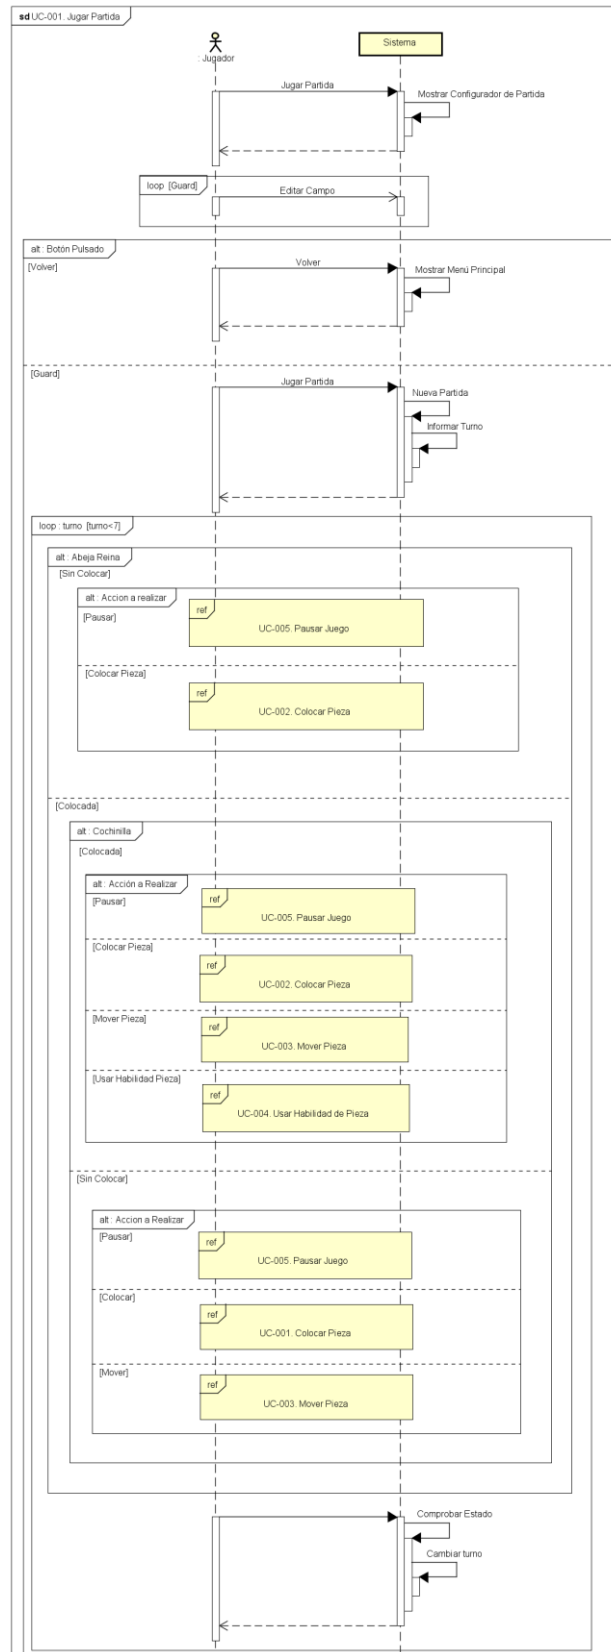 sd UC-001. Jugar Partida
: Jugador
Sistema
Jugar Partida
Mostrar Configurador de Partida
loop [Guard]
Editar Campo
alt : Botón Pulsado
[Volver]
Volver
Mostrar Menú Principal
[Guard]
Jugar Partida
Nueva Partida
Informar Turno
loop : turno [turno<7]
alt : Abeja Reina
[Sin Colocar]
alt : Accion a realizar
[Pausar]
ref
UC-005. Pausar Juego
[Colocar Pieza]
ref
UC-002. Colocar Pieza
[Colocada]
alt : Cochinilla
[Colocada]
alt : Acción a Realizar
[Pausar]
ref
UC-005. Pausar Juego
[Colocar Pieza]
ref
UC-002. Colocar Pieza
[Mover Pieza]
ref
UC-003. Mover Pieza
[Usar Habilidad Pieza]
ref
UC-004. Usar Habilidad de Pieza
[Sin Colocar]
alt : Accion a Realizar
[Pausar]
ref
UC-005. Pausar Juego
[Colocar]
ref
UC-001. Colocar Pieza
[Mover]
ref
UC-003. Mover Pieza
Comprobar Estado
Cambiar turno